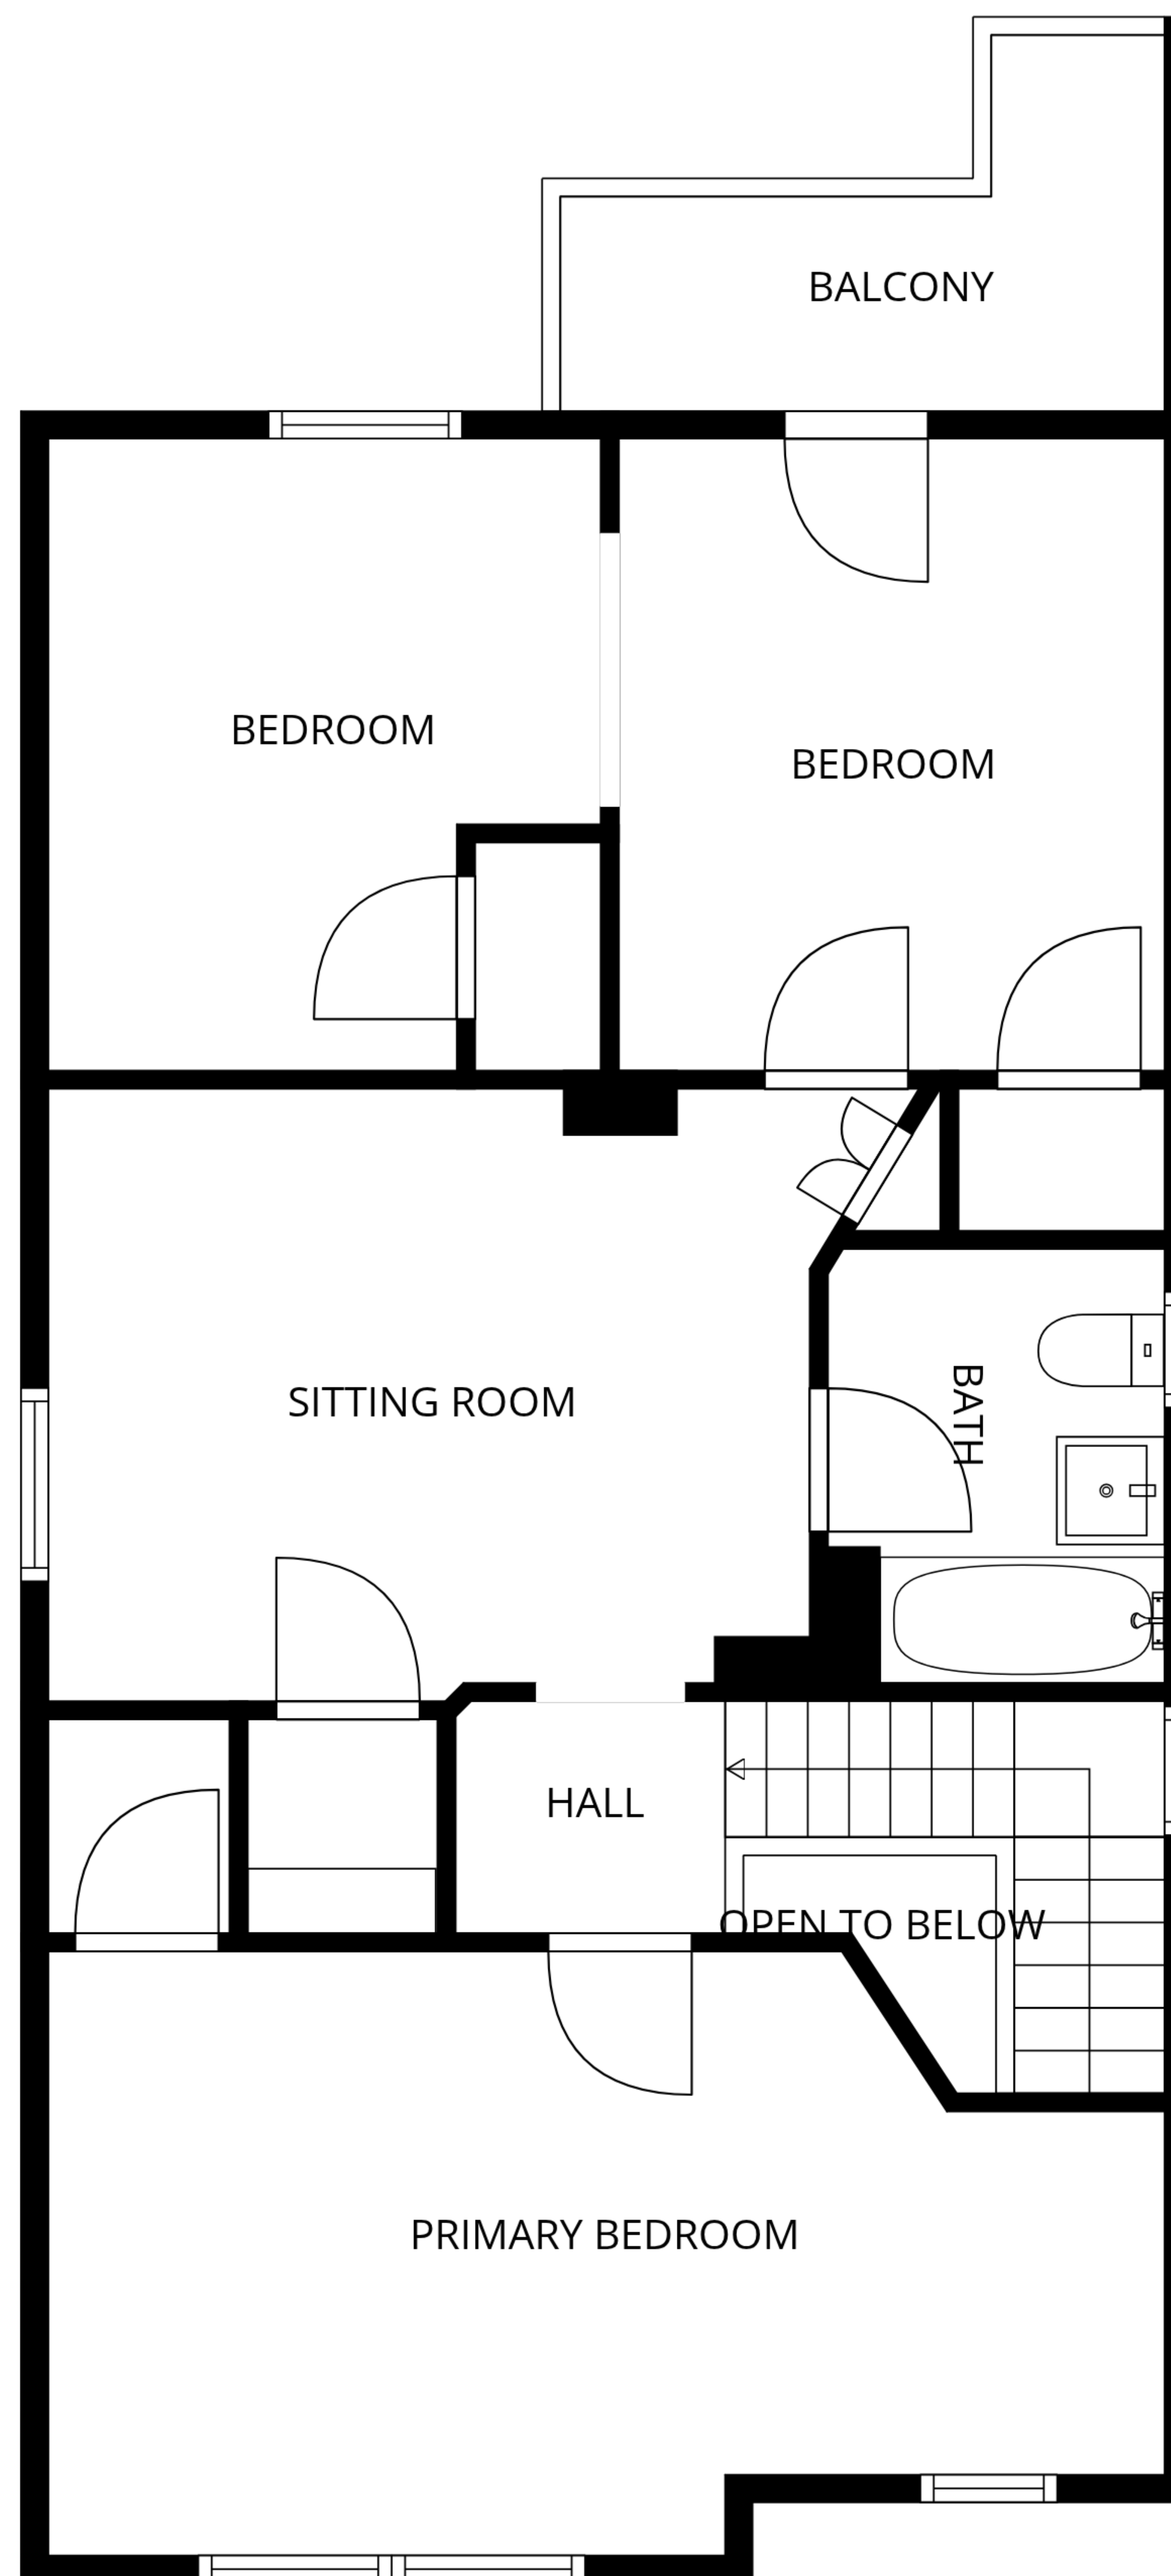 BALCONY
BEDROOM
BEDROOM
SITTING ROOM
BATH
HALL
OPEN TO BELOW
PRIMARY BEDROOM